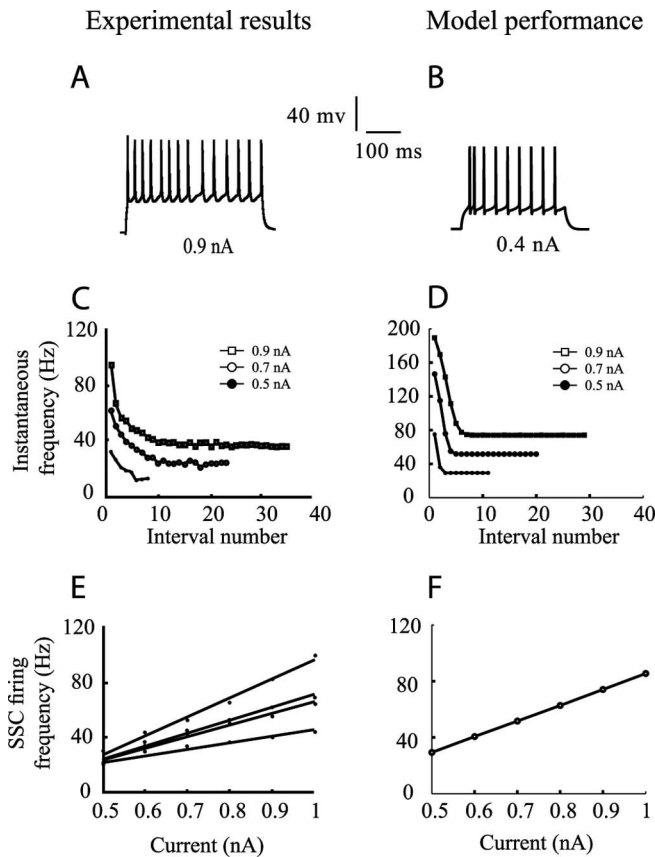 Experimental results
Model performance
A
B
40 mv
100 ms
0.9 nA
0.4 nA
C
D
Instantaneous
frequency (Hz)
120
80
40
0
0.9 nA
0.7 nA
0.5 nA
0 10 20 30 40
Interval number
200
160
120
80
40
0
0.9 nA
0.7 nA
0.5 nA
0 10 20 30 40
Interval number
E
F
SSC firing
frequency (Hz)
120
80
40
0
0.5 0.6 0.7 0.8 0.9 1
Current (nA)
120
80
40
0
0.5 0.6 0.7 0.8 0.9 1
Current (nA)